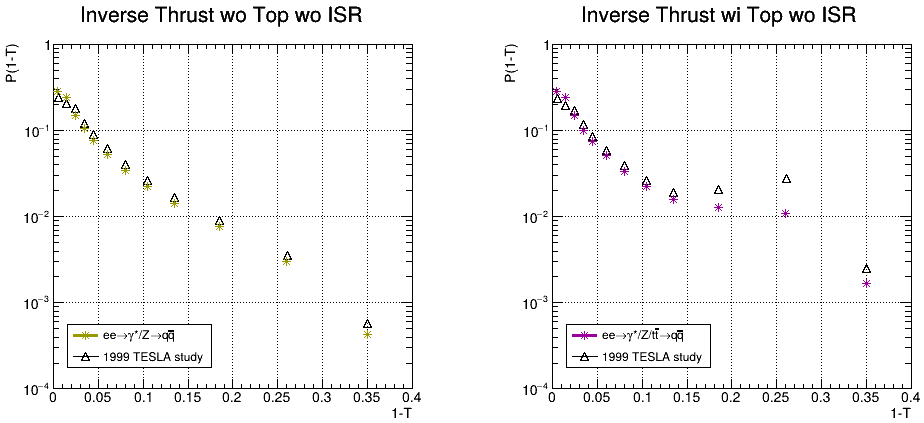 Inverse Thrust wo Top wo ISR
P(1-T)
1
10⁻¹
10⁻²
10⁻³
10⁻⁴
ee→γ*/Z→qq̅
1999 TESLA study
0 0.05 0.1 0.15 0.2 0.25 0.3 0.35 0.4
1-T
Inverse Thrust wi Top wo ISR
P(1-T)
1
10⁻¹
10⁻²
10⁻³
10⁻⁴
ee→γ*/Z/tt̅→qq̅
1999 TESLA study
0 0.05 0.1 0.15 0.2 0.25 0.3 0.35 0.4
1-T